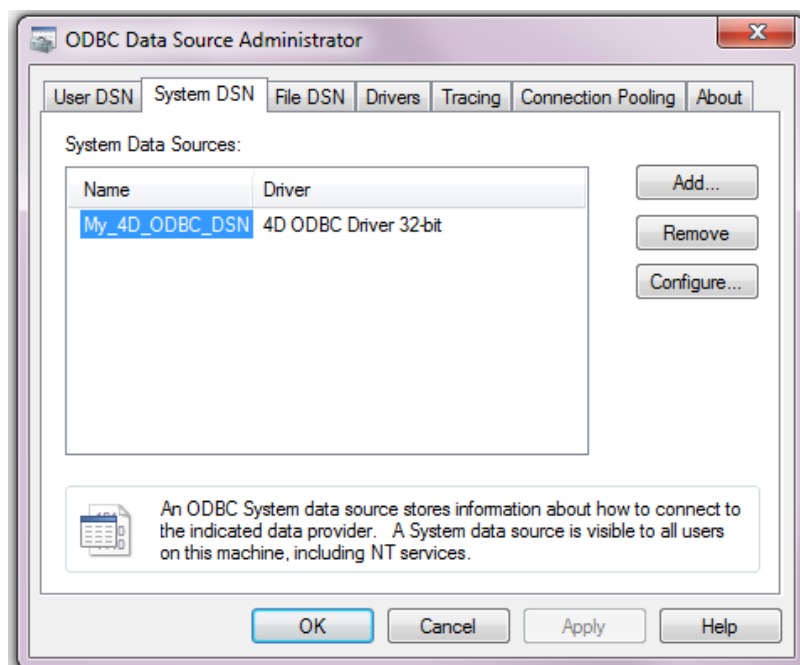 ODBC Data Source Administrator
X
User DSN System DSN File DSN Drivers Tracing Connection Pooling About
System Data Sources:
Name Driver
My_4D_ODBC_DSN 4D ODBC Driver 32-bit
Add...
Remove
Configure...
An ODBC System data source stores information about how to connect to
the indicated data provider. A System data source is visible to all users
on this machine, including NT services.
OK Cancel Apply Help